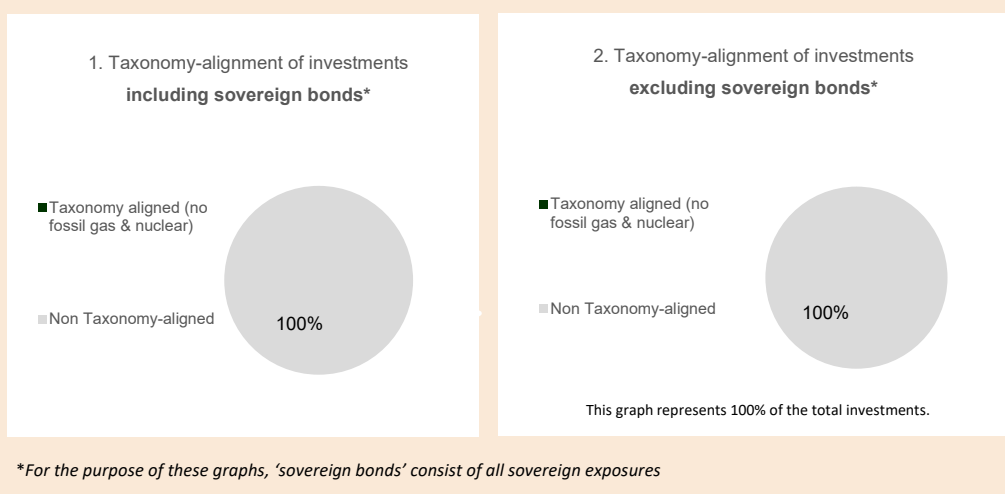 1. Taxonomy-alignment of investments
including sovereign bonds*
Taxonomy aligned (no
fossil gas & nuclear)
Non Taxonomy-aligned
100%
2. Taxonomy-alignment of investments
excluding sovereign bonds*
Taxonomy aligned (no
fossil gas & nuclear)
Non Taxonomy-aligned
100%
This graph represents 100% of the total investments.
*For the purpose of these graphs, ‘sovereign bonds’ consist of all sovereign exposures